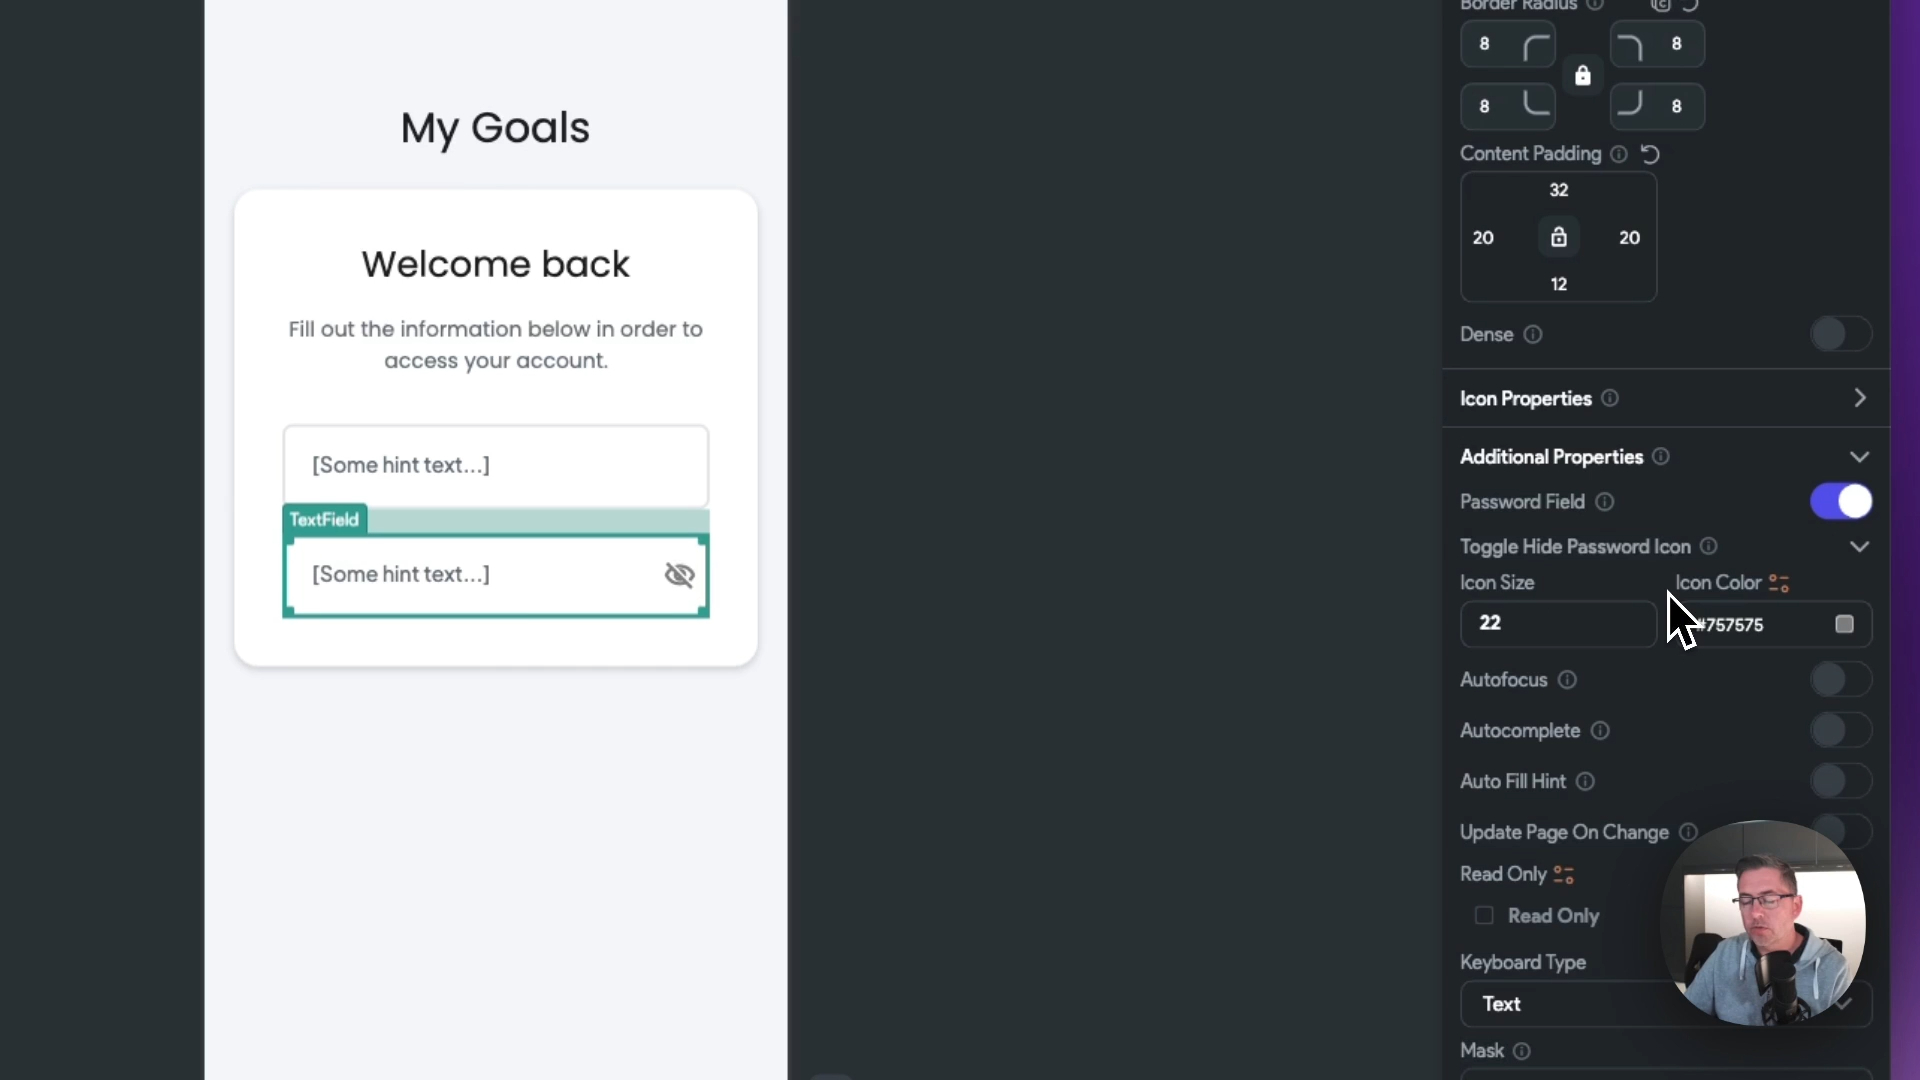 My Goals
Welcome back
Fill out the information below in order to
access your account.
[Some hint text...]
TextField
[Some hint text...]
Border Radius
8
8
8
8
Content Padding
32
20
20
12
Dense
Icon Properties
Additional Properties
Password Field
Toggle Hide Password Icon
Icon Size
Icon Color
22
#757575
Autofocus
Autocomplete
Auto Fill Hint
Update Page On Change
Read Only
Read Only
Keyboard Type
Text
Mask